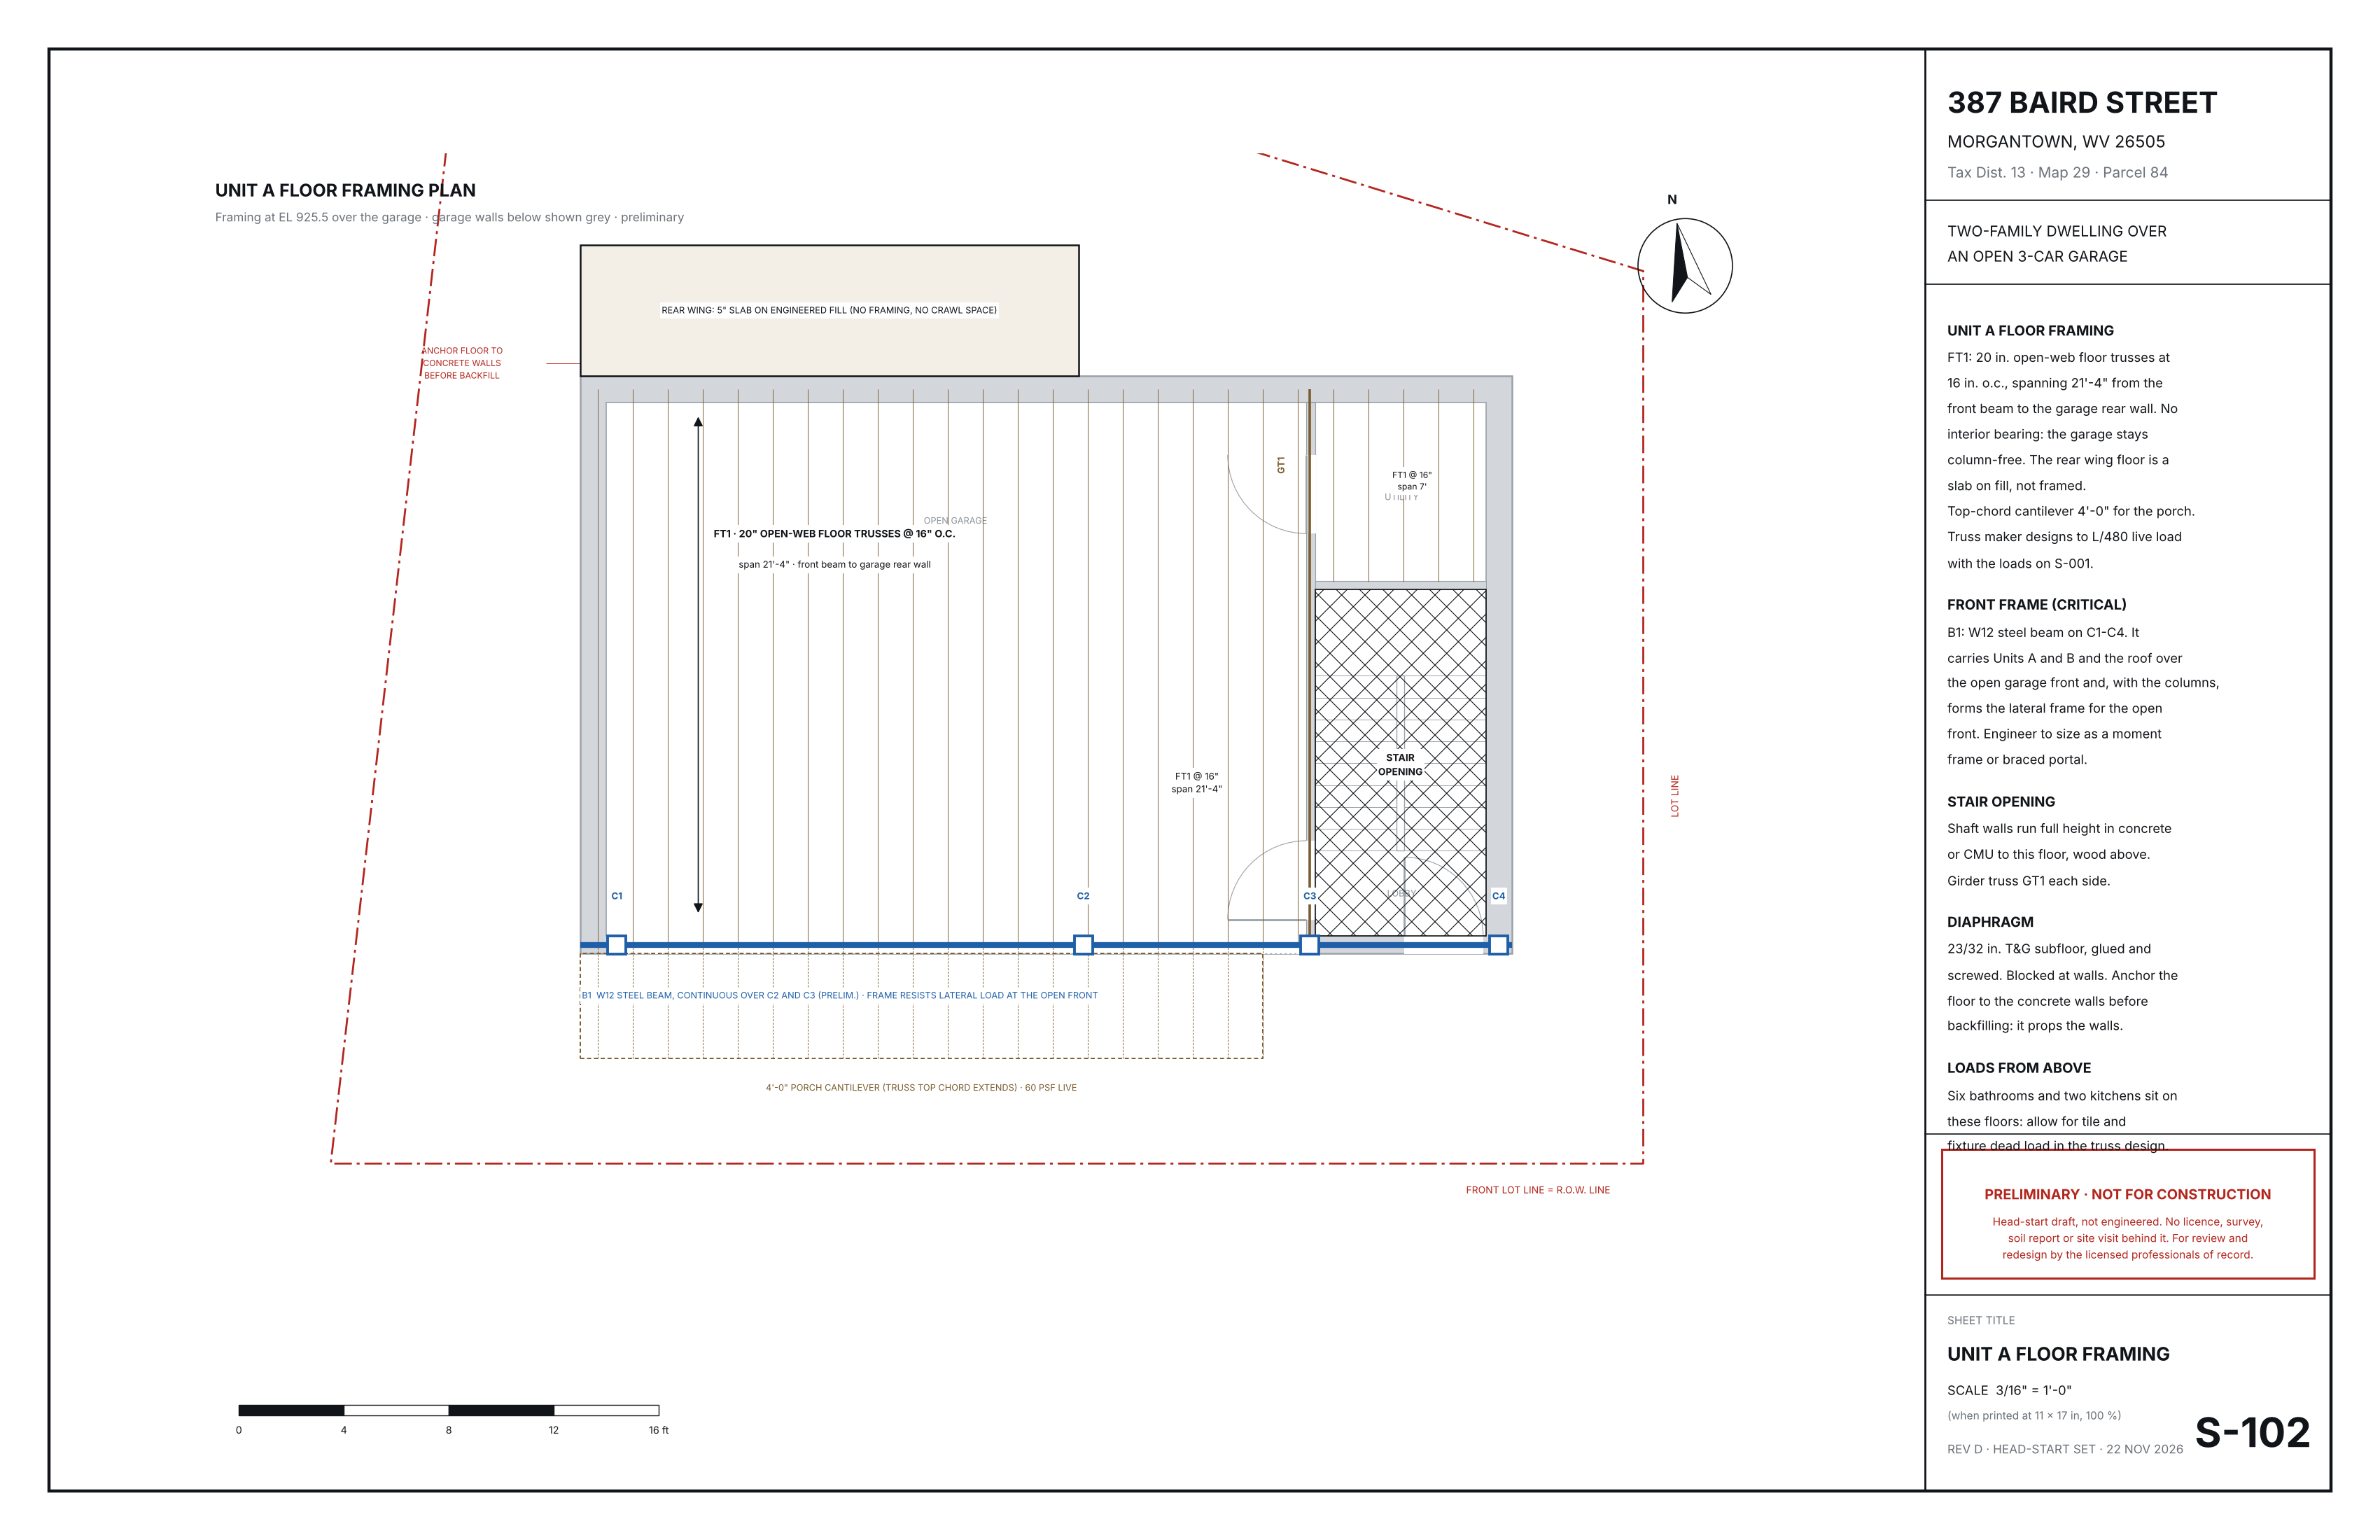 UNIT A FLOOR FRAMING PLAN
Framing at EL 925.5 over the garage · garage walls below shown grey · preliminary
N
REAR WING: 5" SLAB ON ENGINEERED FILL (NO FRAMING, NO CRAWL SPACE)
ANCHOR FLOOR TO
CONCRETE WALLS
BEFORE BACKFILL
GT1
FT1 @ 16"
span 7'
UTILITY
OPEN GARAGE
FT1 · 20" OPEN-WEB FLOOR TRUSSES @ 16" O.C.
span 21'-4" · front beam to garage rear wall
STAIR
OPENING
FT1 @ 16"
span 21'-4"
LOT LINE
C1
C2
C3
LOBBY
C4
B1 W12 STEEL BEAM, CONTINUOUS OVER C2 AND C3 (PRELIM.) · FRAME RESISTS LATERAL LOAD AT THE OPEN FRONT
4'-0" PORCH CANTILEVER (TRUSS TOP CHORD EXTENDS) · 60 PSF LIVE
FRONT LOT LINE = R.O.W. LINE
0 4 8 12 16 ft
387 BAIRD STREET
MORGANTOWN, WV 26505
Tax Dist. 13 · Map 29 · Parcel 84
TWO-FAMILY DWELLING OVER
AN OPEN 3-CAR GARAGE
UNIT A FLOOR FRAMING
FT1: 20 in. open-web floor trusses at
16 in. o.c., spanning 21'-4" from the
front beam to the garage rear wall. No
interior bearing: the garage stays
column-free. The rear wing floor is a
slab on fill, not framed.
Top-chord cantilever 4'-0" for the porch.
Truss maker designs to L/480 live load
with the loads on S-001.
FRONT FRAME (CRITICAL)
B1: W12 steel beam on C1-C4. It
carries Units A and B and the roof over
the open garage front and, with the columns,
forms the lateral frame for the open
front. Engineer to size as a moment
frame or braced portal.
STAIR OPENING
Shaft walls run full height in concrete
or CMU to this floor, wood above.
Girder truss GT1 each side.
DIAPHRAGM
23/32 in. T&G subfloor, glued and
screwed. Blocked at walls. Anchor the
floor to the concrete walls before
backfilling: it props the walls.
LOADS FROM ABOVE
Six bathrooms and two kitchens sit on
these floors: allow for tile and
fixture dead load in the truss design.
PRELIMINARY · NOT FOR CONSTRUCTION
Head-start draft, not engineered. No licence, survey,
soil report or site visit behind it. For review and
redesign by the licensed professionals of record.
SHEET TITLE
UNIT A FLOOR FRAMING
SCALE 3/16" = 1'-0"
(when printed at 11 × 17 in, 100 %)
REV D · HEAD-START SET · 22 NOV 2026
S-102